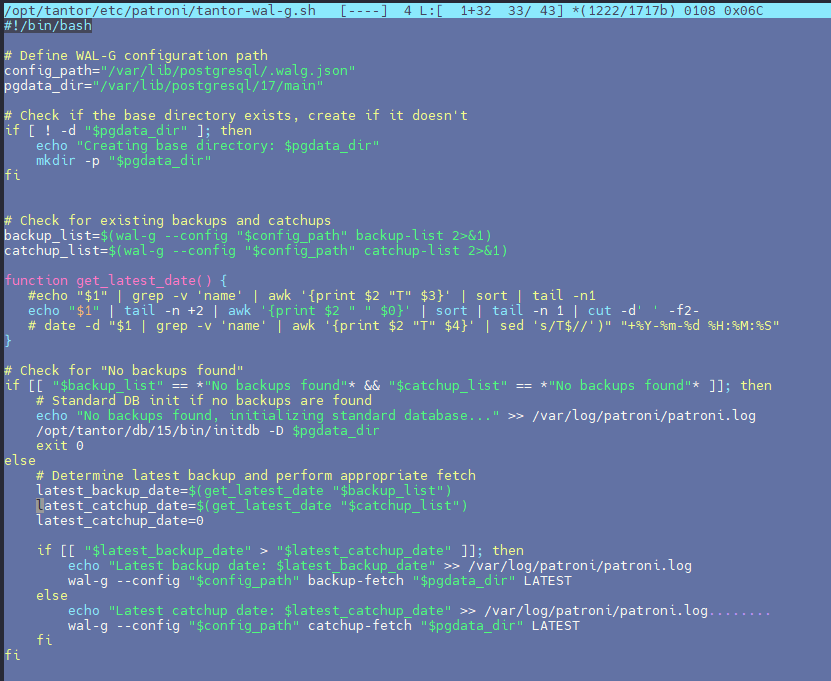 /opt/tantor/etc/patroni/tantor-wal-g.sh   [----]  4 L:[  1+32  33/ 43] *(1222/1717b) 0108 0x06C
#!/bin/bash

# Define WAL-G configuration path
config_path="/var/lib/postgresql/.walg.json"
pgdata_dir="/var/lib/postgresql/17/main"

# Check if the base directory exists, create if it doesn't
if [ ! -d "$pgdata_dir" ]; then
    echo "Creating base directory: $pgdata_dir"
    mkdir -p "$pgdata_dir"
fi


# Check for existing backups and catchups
backup_list=$(wal-g --config "$config_path" backup-list 2>&1)
catchup_list=$(wal-g --config "$config_path" catchup-list 2>&1)

function get_latest_date() {
   #echo "$1" | grep -v 'name' | awk '{print $2 "T" $3}' | sort | tail -n1
   echo "$1" | tail -n +2 | awk '{print $2 " " $0}' | sort | tail -n 1 | cut -d' ' -f2-
   # date -d "$1 | grep -v 'name' | awk '{print $2 "T" $4}' | sed 's/T$//')" "+%Y-%m-%d %H:%M:%S"
}

# Check for "No backups found"
if [[ "$backup_list" == *"No backups found"* && "$catchup_list" == *"No backups found"* ]]; then
    # Standard DB init if no backups are found
    echo "No backups found, initializing standard database..." >> /var/log/patroni/patroni.log
    /opt/tantor/db/15/bin/initdb -D $pgdata_dir
    exit 0
else
    # Determine latest backup and perform appropriate fetch
    latest_backup_date=$(get_latest_date "$backup_list")
    latest_catchup_date=$(get_latest_date "$catchup_list")
    latest_catchup_date=0

    if [[ "$latest_backup_date" > "$latest_catchup_date" ]]; then
        echo "Latest backup date: $latest_backup_date" >> /var/log/patroni/patroni.log
        wal-g --config "$config_path" backup-fetch "$pgdata_dir" LATEST
    else
        echo "Latest catchup date: $latest_catchup_date" >> /var/log/patroni/patroni.log........
        wal-g --config "$config_path" catchup-fetch "$pgdata_dir" LATEST
    fi
fi